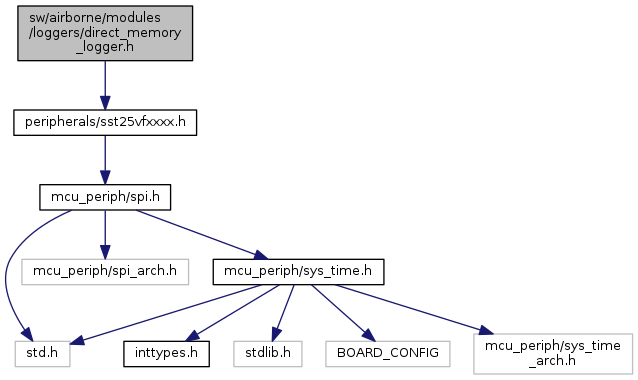 sw/airborne/modules
/loggers/direct_memory
_logger.h
peripherals/sst25vfxxxx.h
mcu_periph/spi.h
mcu_periph/spi_arch.h
mcu_periph/sys_time.h
std.h
inttypes.h
stdlib.h
BOARD_CONFIG
mcu_periph/sys_time
_arch.h